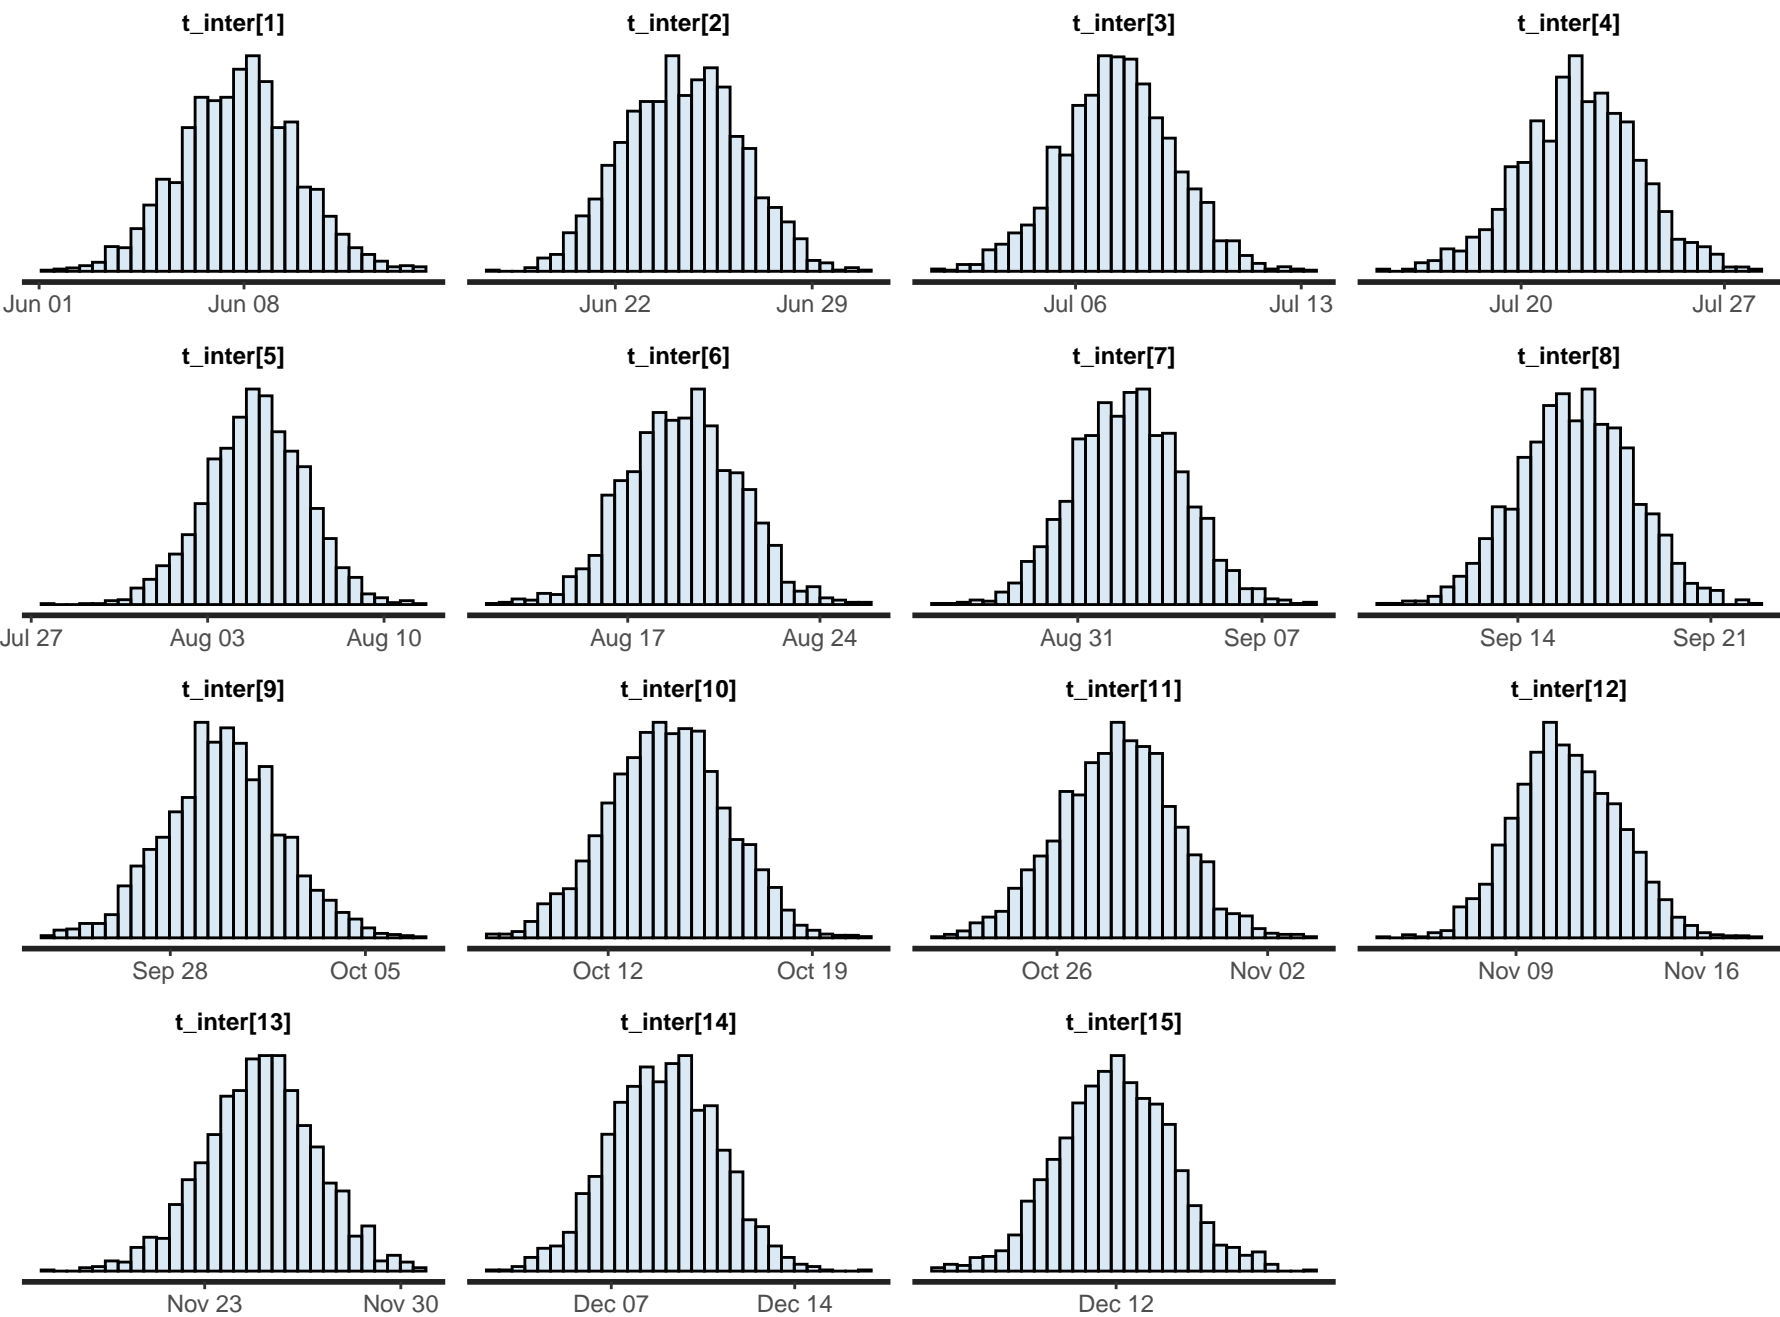 t_inter[1] t_inter[2] t_inter[3] t_inter[4]
Jun 01 Jun 08 Jun 22 Jun 29 Jul 06 Jul 13 Jul 20 Jul 27
t_inter[5] t_inter[6] t_inter[7] t_inter[8]
Jul 27 Aug 03 Aug 10 Aug 17 Aug 24 Aug 31 Sep 07 Sep 14 Sep 21
t_inter[9] t_inter[10] t_inter[11] t_inter[12]
Sep 28 Oct 05 Oct 12 Oct 19 Oct 26 Nov 02 Nov 09 Nov 16
t_inter[13] t_inter[14] t_inter[15]
Nov 23 Nov 30 Dec 07 Dec 14 Dec 12